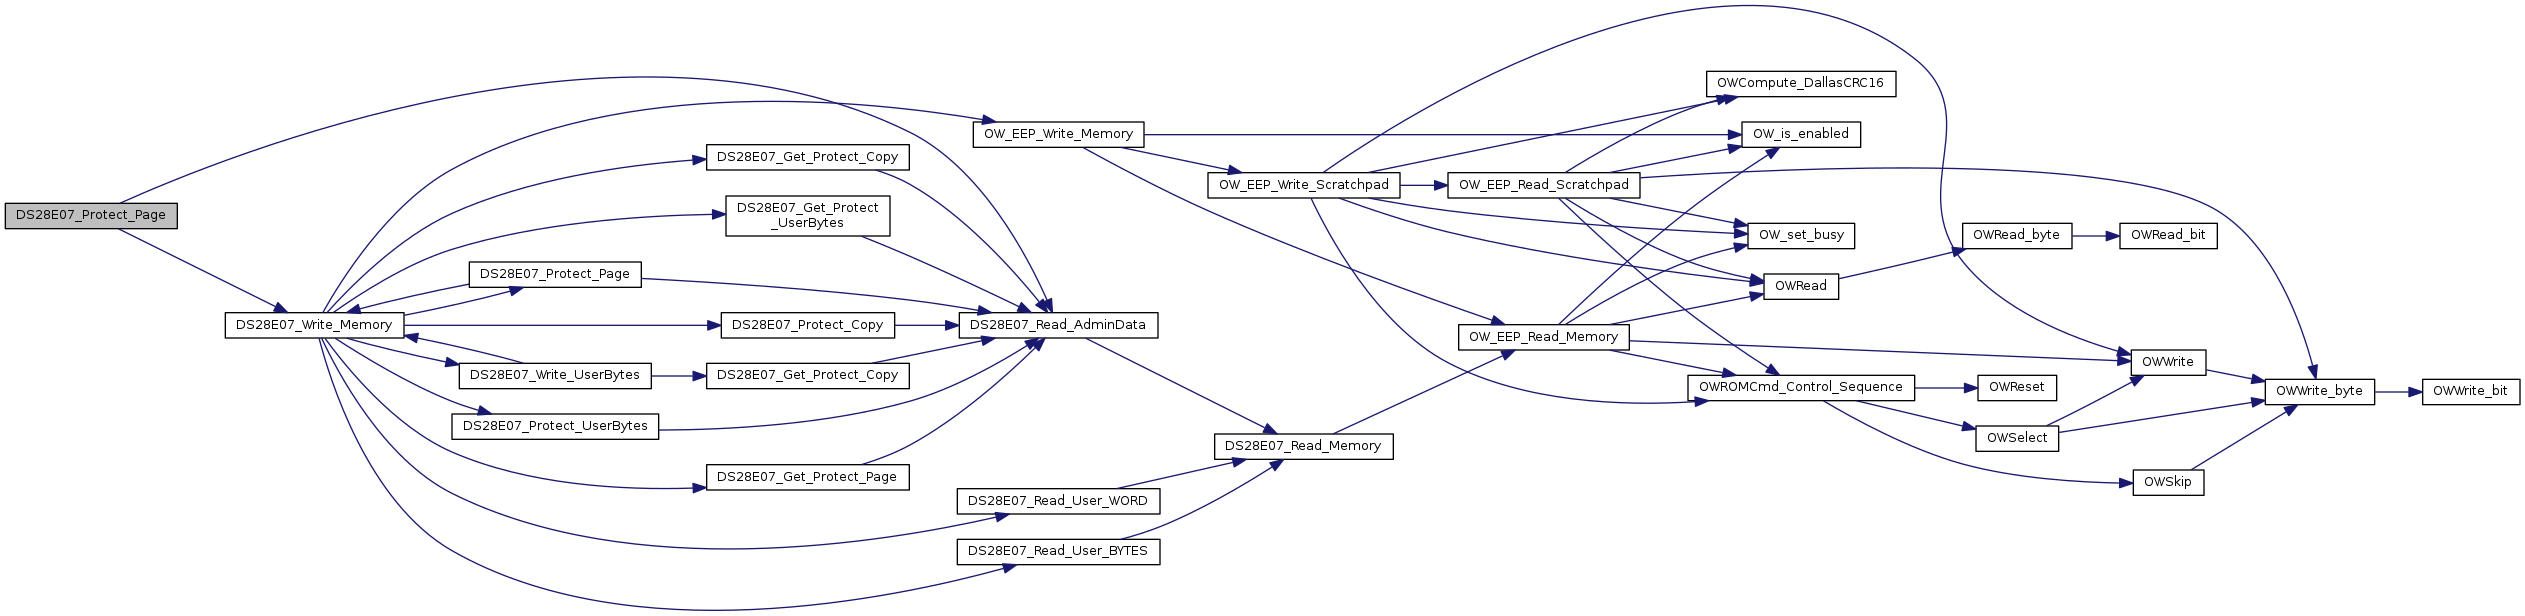 DS28E07_Protect_Page
DS28E07_Write_Memory
DS28E07_Get_Protect_Copy
DS28E07_Get_Protect
_UserBytes
DS28E07_Protect_Page
DS28E07_Protect_Copy
DS28E07_Write_UserBytes
DS28E07_Get_Protect_Copy
DS28E07_Protect_UserBytes
DS28E07_Get_Protect_Page
OW_EEP_Write_Memory
DS28E07_Read_AdminData
DS28E07_Read_User_WORD
DS28E07_Read_User_BYTES
OW_EEP_Write_Scratchpad
DS28E07_Read_Memory
OW_EEP_Read_Scratchpad
OW_EEP_Read_Memory
OWCompute_DallasCRC16
OW_is_enabled
OW_set_busy
OWRead
OWROMCmd_Control_Sequence
OWRead_byte
OWReset
OWSelect
OWRead_bit
OWWrite
OWSkip
OWWrite_byte
OWWrite_bit